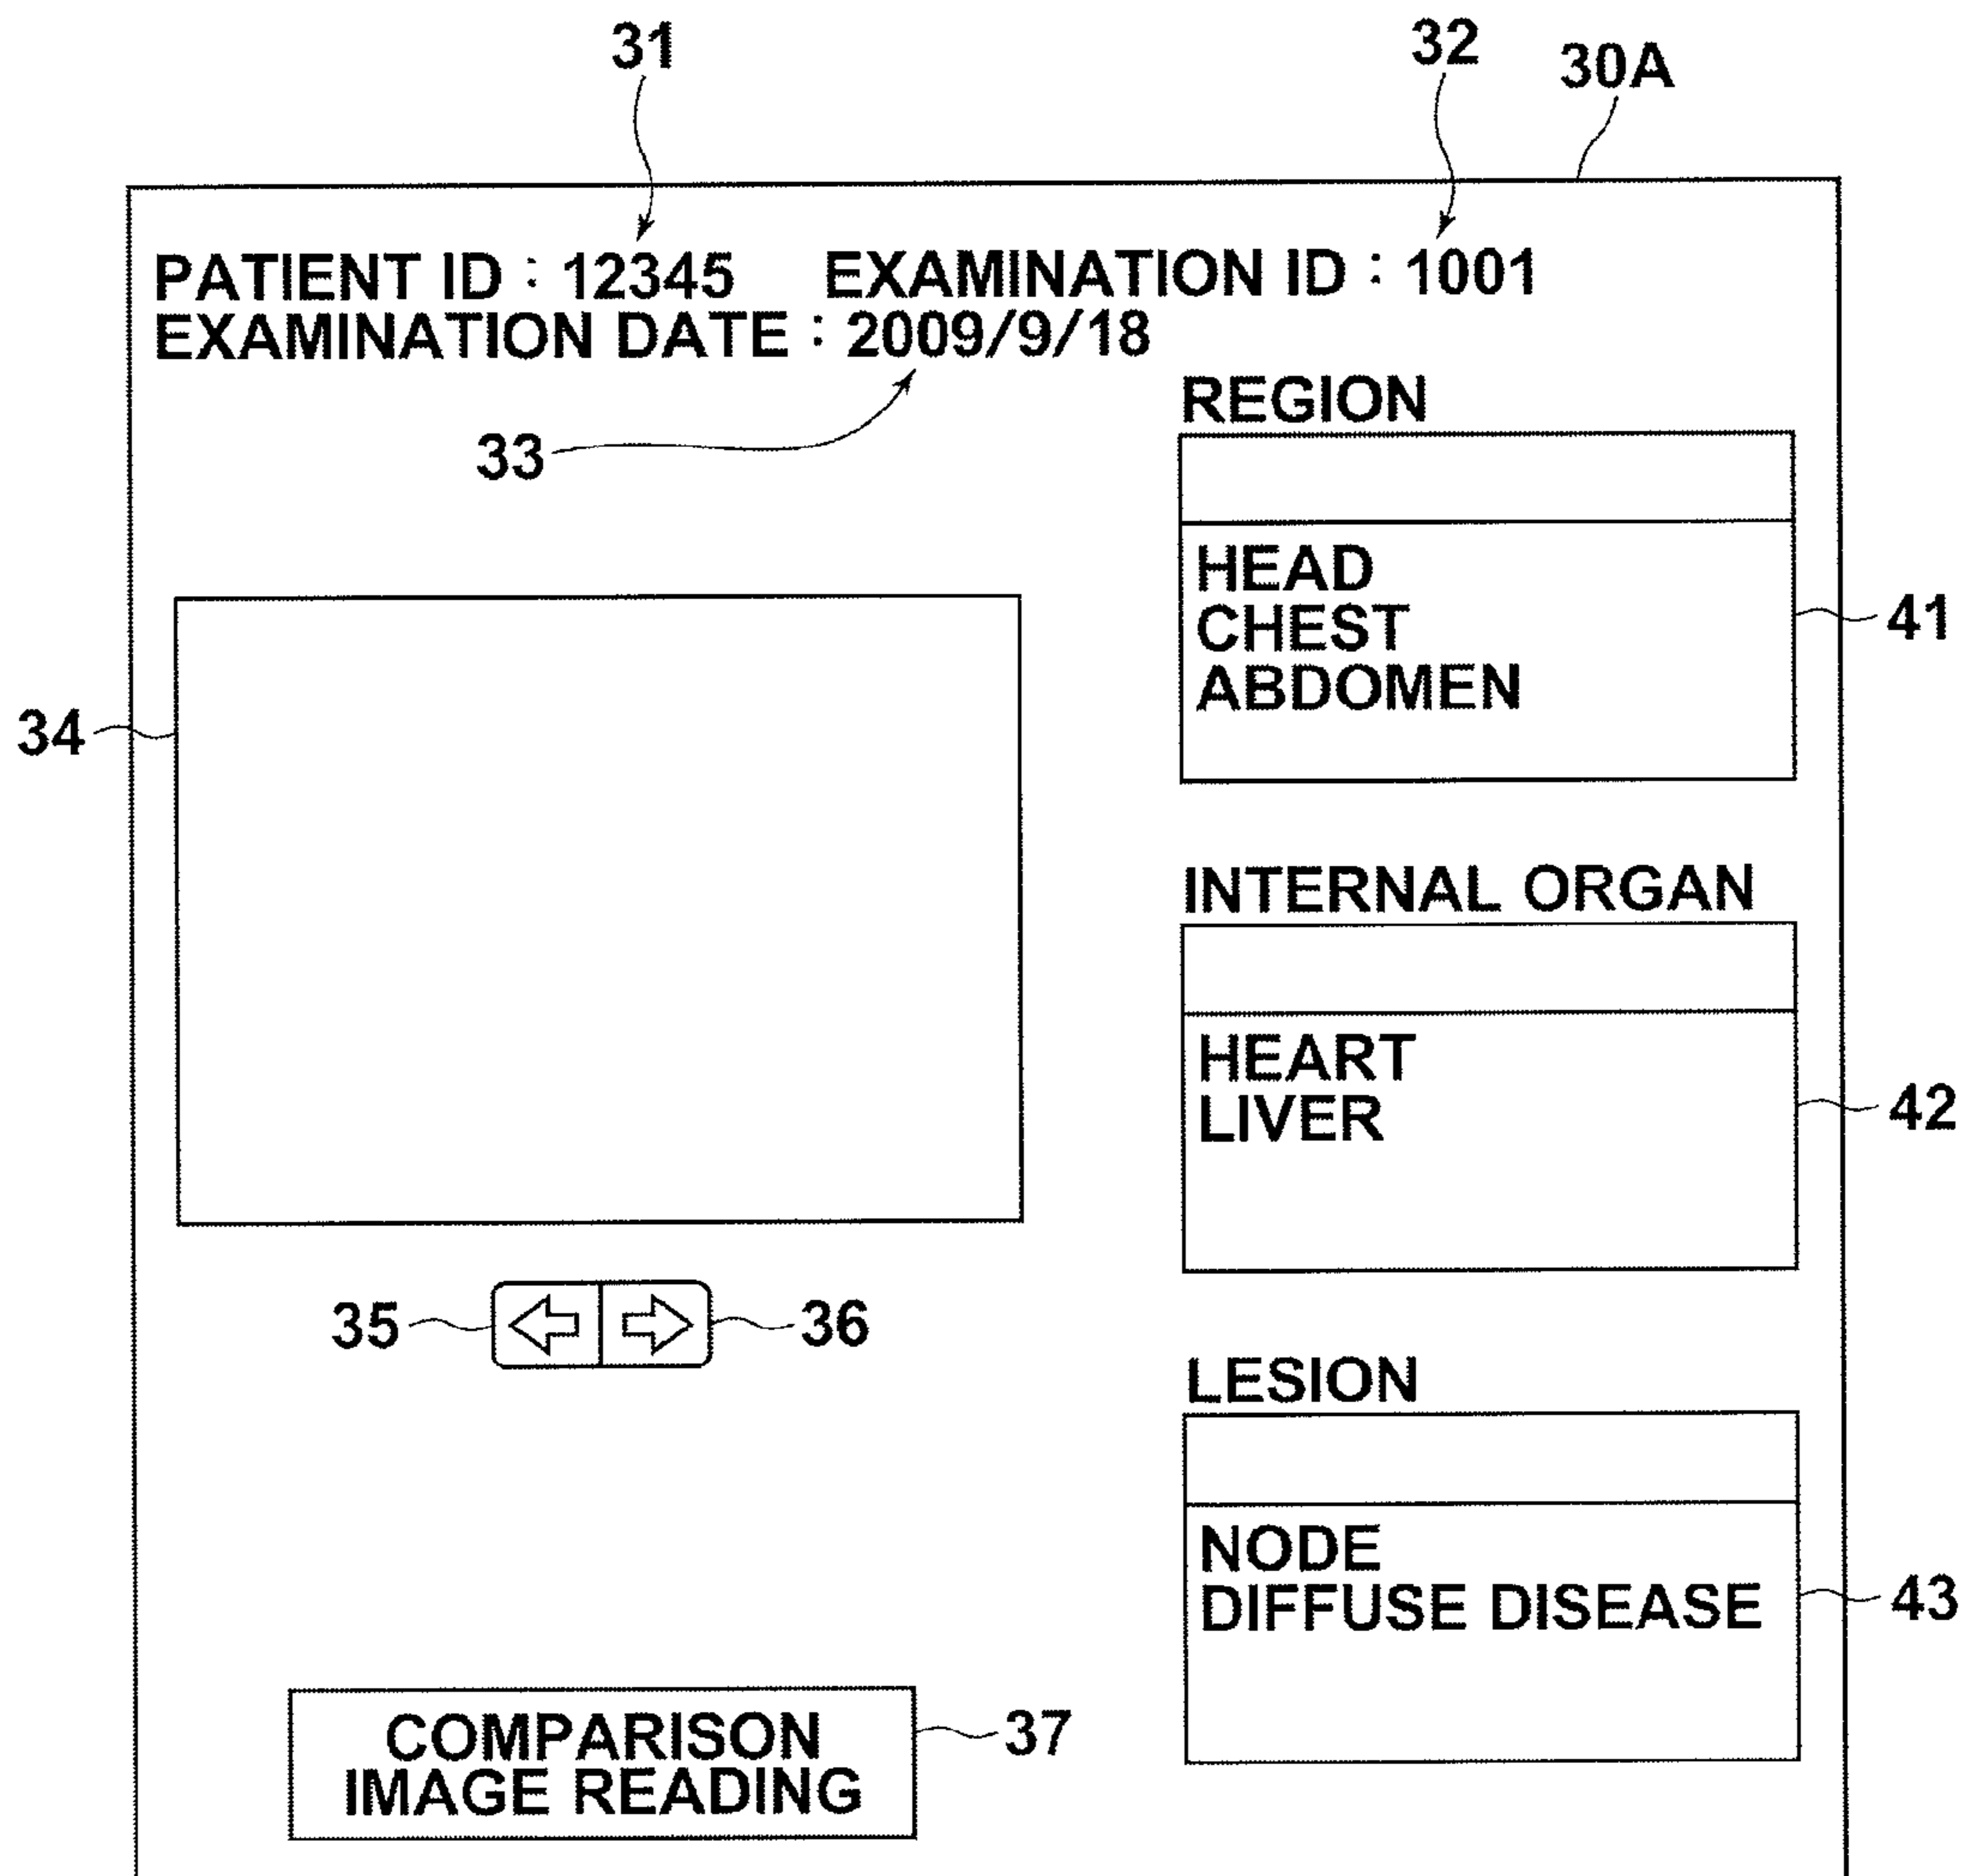 31
32
30A
PATIENT ID : 12345 EXAMINATION ID : 1001
EXAMINATION DATE : 2009/9/18
33
REGION
HEAD
CHEST
ABDOMEN
41
34
INTERNAL ORGAN
HEART
LIVER
42
35
36
LESION
NODE
DIFFUSE DISEASE
43
COMPARISON
IMAGE READING
37